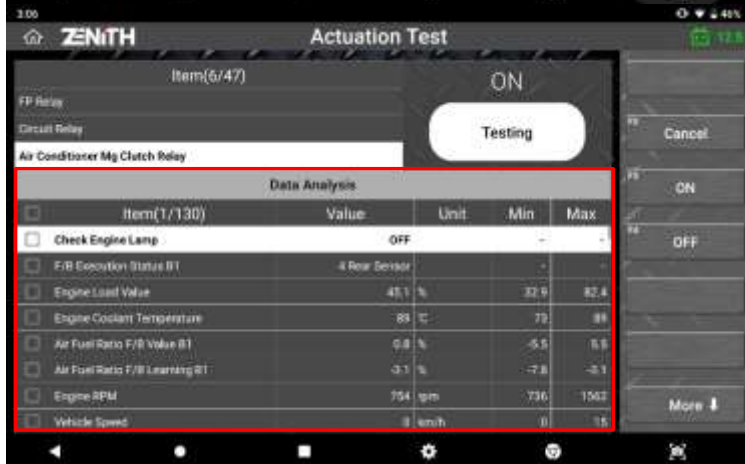 3:06 46%
ZENITH Actuation Test 12.5
Item(6/47) ON
FP Relay
Circuit Relay Testing
Air Conditioner Mg Clutch Relay
Cancel
Data Analysis
ON
Item(1/130) Value Unit Min Max
Check Engine Lamp OFF - -
OFF
F/B Execution Status B1 4 Rear Sensor - -
Engine Load Value 45.1 % 32.9 82.4
Engine Coolant Temperature 89 °C 73 89
Air Fuel Ratio F/B Value B1 0.8 % -5.5 5.5
Air Fuel Ratio F/B Learning B1 -3.1 % -7.8 -3.1
Engine RPM 754 rpm 736 1562
More
Vehicle Speed 0 km/h 0 15